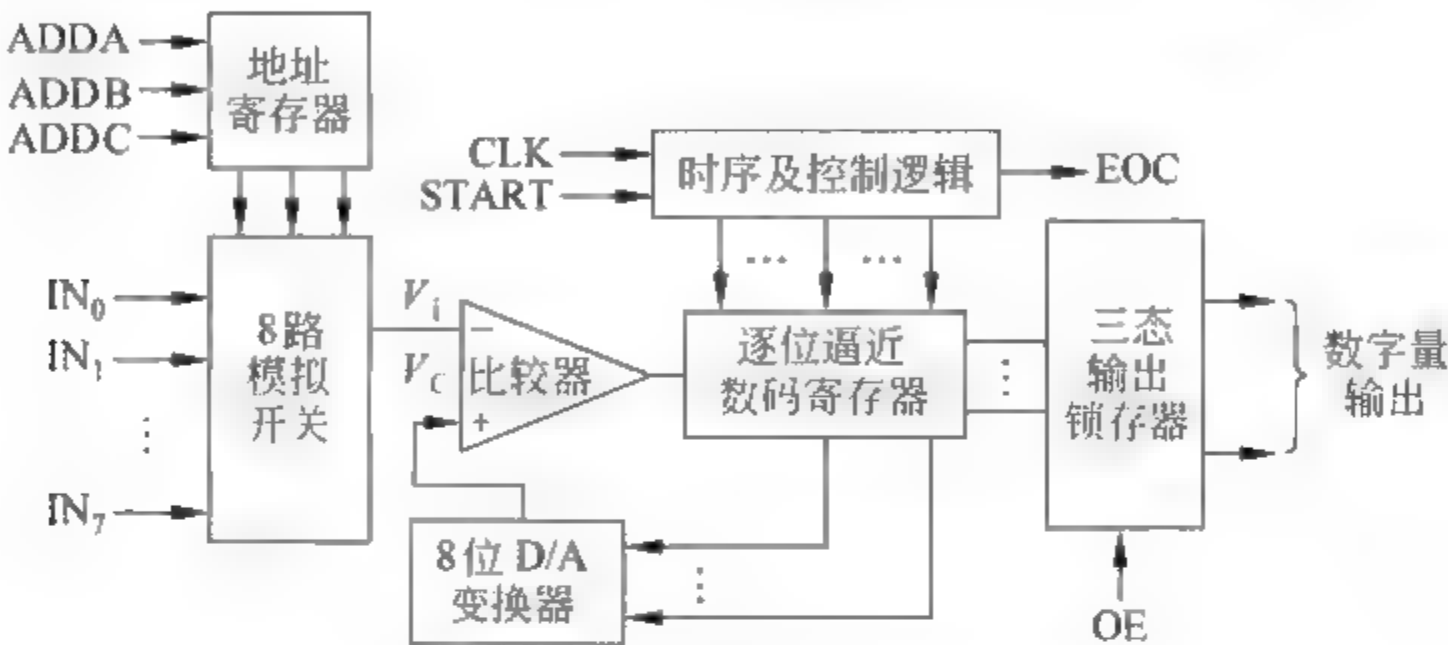 ADDA
ADDB
ADDC
地址
寄存器
CLK
START
时序及控制逻辑
EOC
IN₀
IN₁
⋮
IN₇
8路
模拟
开关
V_i
V_C
−
比较器
+
… …
逐位逼近
数码寄存器
⋮
三态
输出
锁存器
数字量
输出
8位 D/A
变换器
⋮
OE